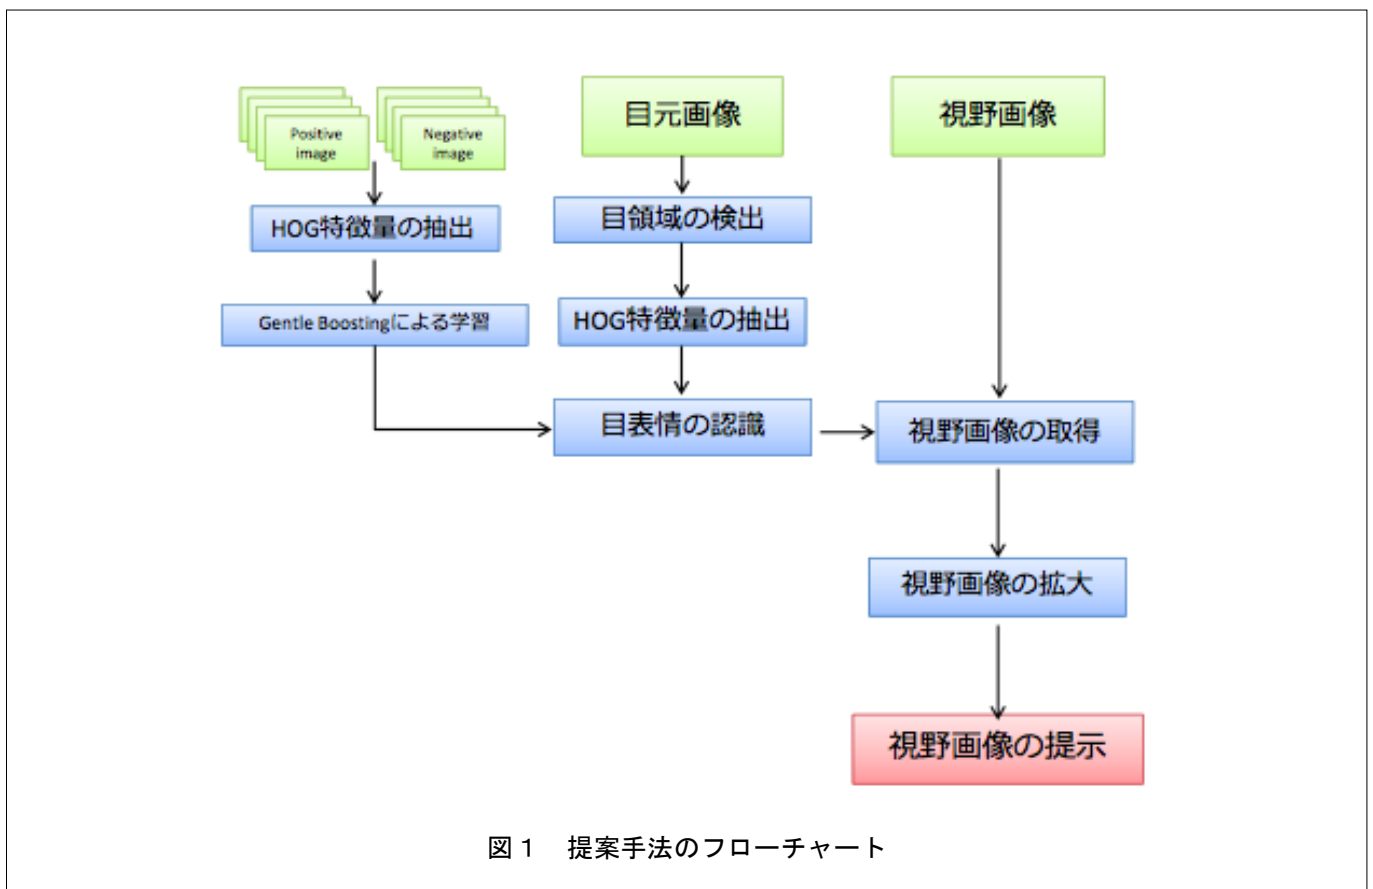 Positive
image
Negative
image
目元画像
視野画像
HOG特徴量の抽出
目領域の検出
Gentle Boostingによる学習
HOG特徴量の抽出
目表情の認識
視野画像の取得
視野画像の拡大
視野画像の提示
図1 提案手法のフローチャート